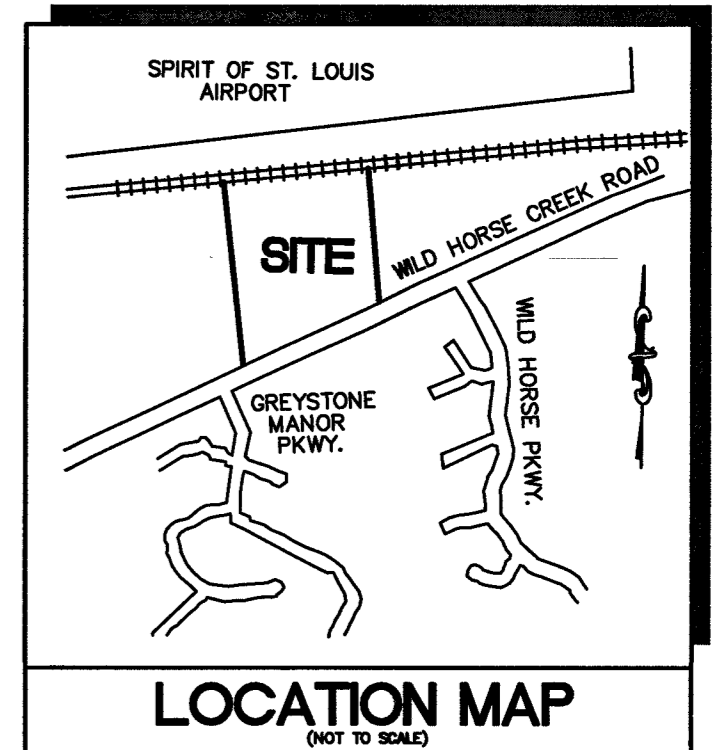 SPIRIT OF ST. LOUIS
AIRPORT
WILD HORSE CREEK ROAD
SITE
WILD HORSE PKWY.
GREYSTONE
MANOR
PKWY.
LOCATION MAP
(NOT TO SCALE)